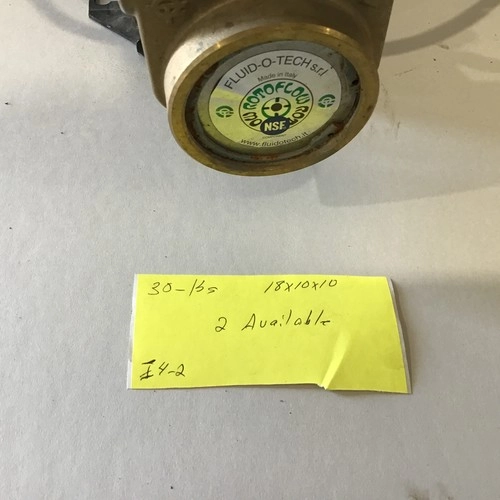 FLUID-O-TECH s.r.l
Made in Italy
ROTOFLOW
NSF
www.fluidotech.it
30-lbs 18x10x10
2 Available
I4-2